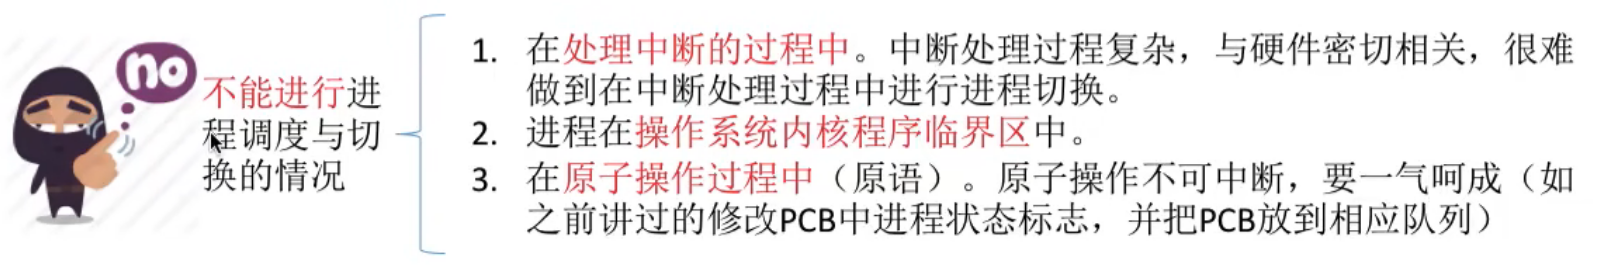 no
不能进行进
程调度与切
换的情况
1. 在处理中断的过程中。中断处理过程复杂，与硬件密切相关，很难
做到在中断处理过程中进行进程切换。
2. 进程在操作系统内核程序临界区中。
3. 在原子操作过程中（原语）。原子操作不可中断，要一气呵成（如
之前讲过的修改PCB中进程状态标志，并把PCB放到相应队列）